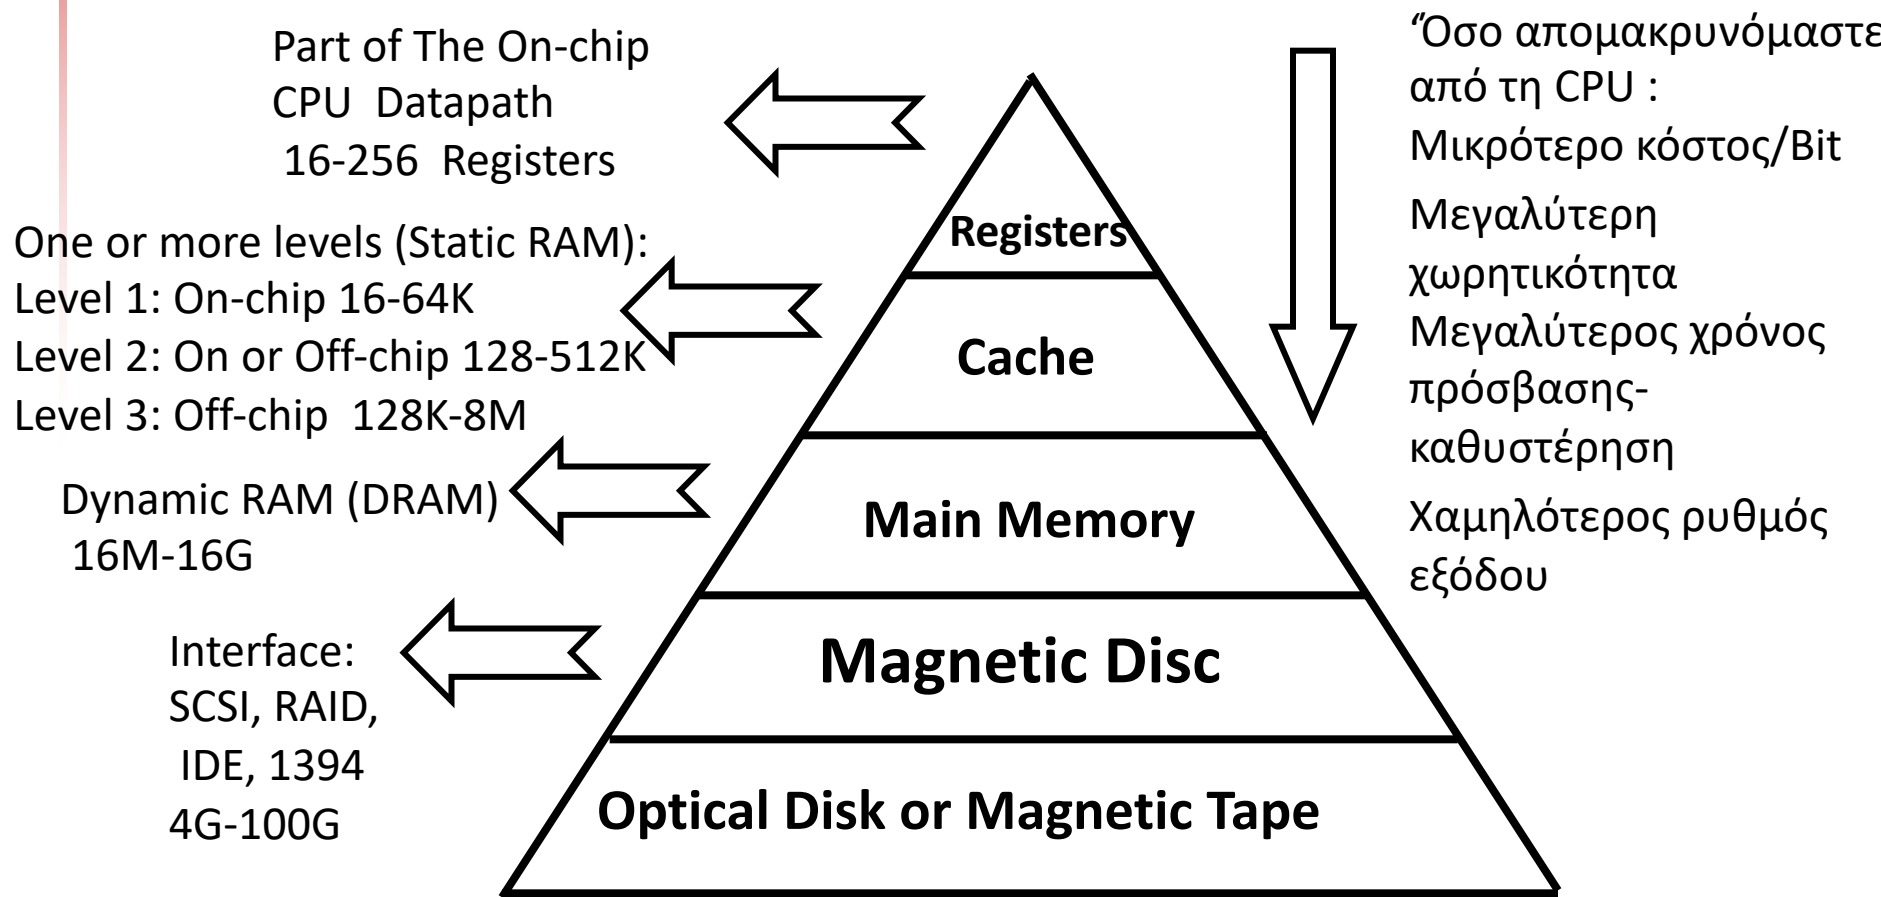 Part of The On-chip
CPU Datapath
16-256 Registers
One or more levels (Static RAM):
Level 1: On-chip 16-64K
Level 2: On or Off-chip 128-512K
Level 3: Off-chip 128K-8M
Dynamic RAM (DRAM)
16M-16G
Interface:
SCSI, RAID,
IDE, 1394
4G-100G
Registers
Cache
Main Memory
Magnetic Disc
Optical Disk or Magnetic Tape
“Όσο απομακρυνόμαστε
από τη CPU :
Μικρότερο κόστος/Bit
Μεγαλύτερη
χωρητικότητα
Μεγαλύτερος χρόνος
πρόσβασης-
καθυστέρηση
Χαμηλότερος ρυθμός
εξόδου